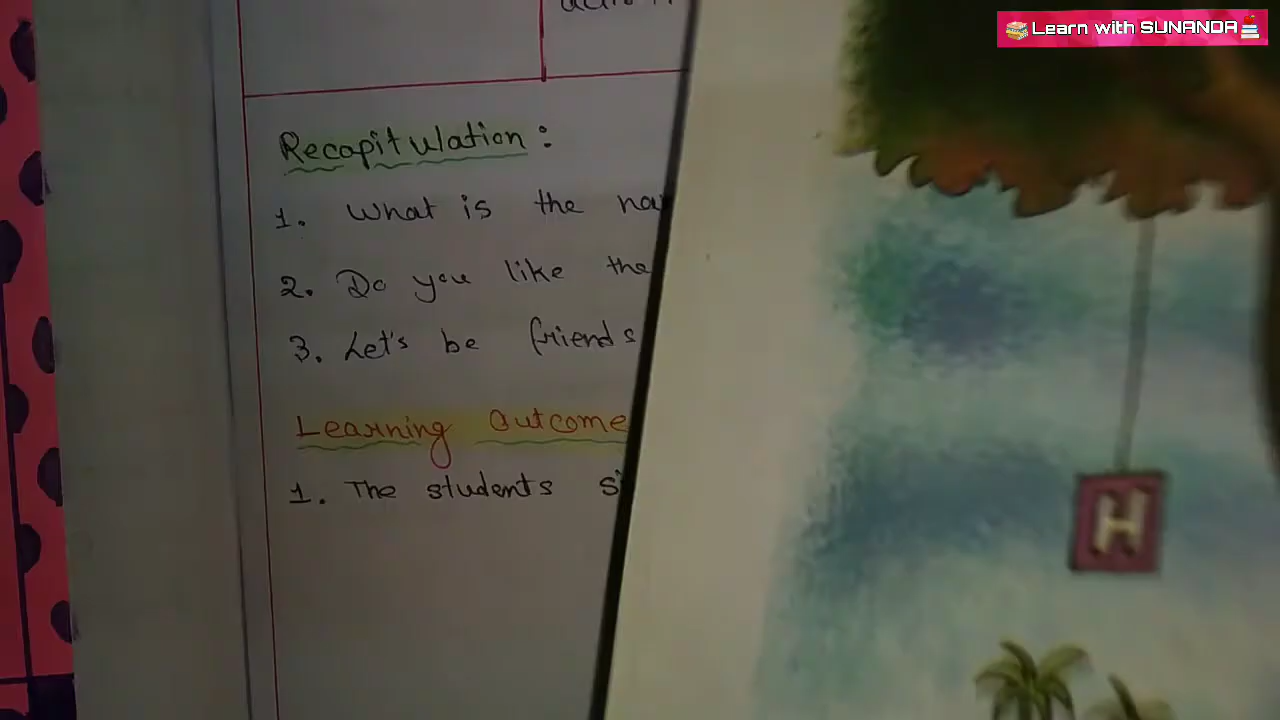 Learn with SUNANDA
Recapitulation:
1. What is the
2. Do you like the
3. Let's be friends
Learning Outcome
1. The students
H